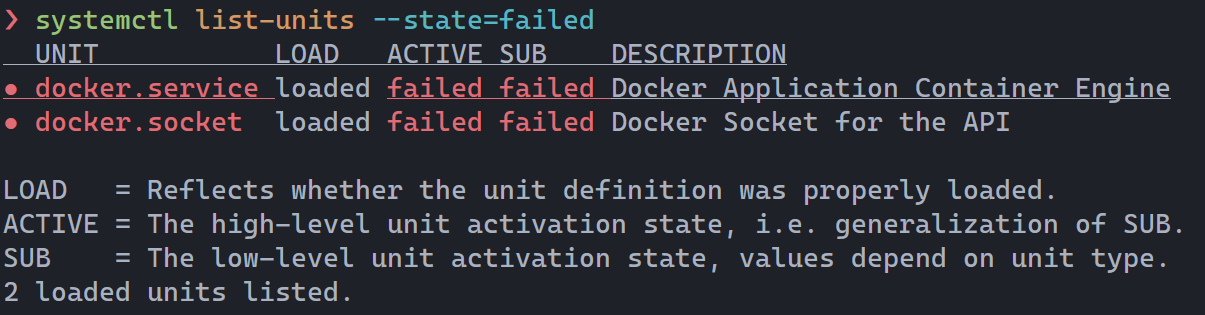 ❯ systemctl list-units --state=failed
  UNIT           LOAD   ACTIVE SUB    DESCRIPTION
● docker.service loaded failed failed Docker Application Container Engine
● docker.socket  loaded failed failed Docker Socket for the API

LOAD   = Reflects whether the unit definition was properly loaded.
ACTIVE = The high-level unit activation state, i.e. generalization of SUB.
SUB    = The low-level unit activation state, values depend on unit type.
2 loaded units listed.